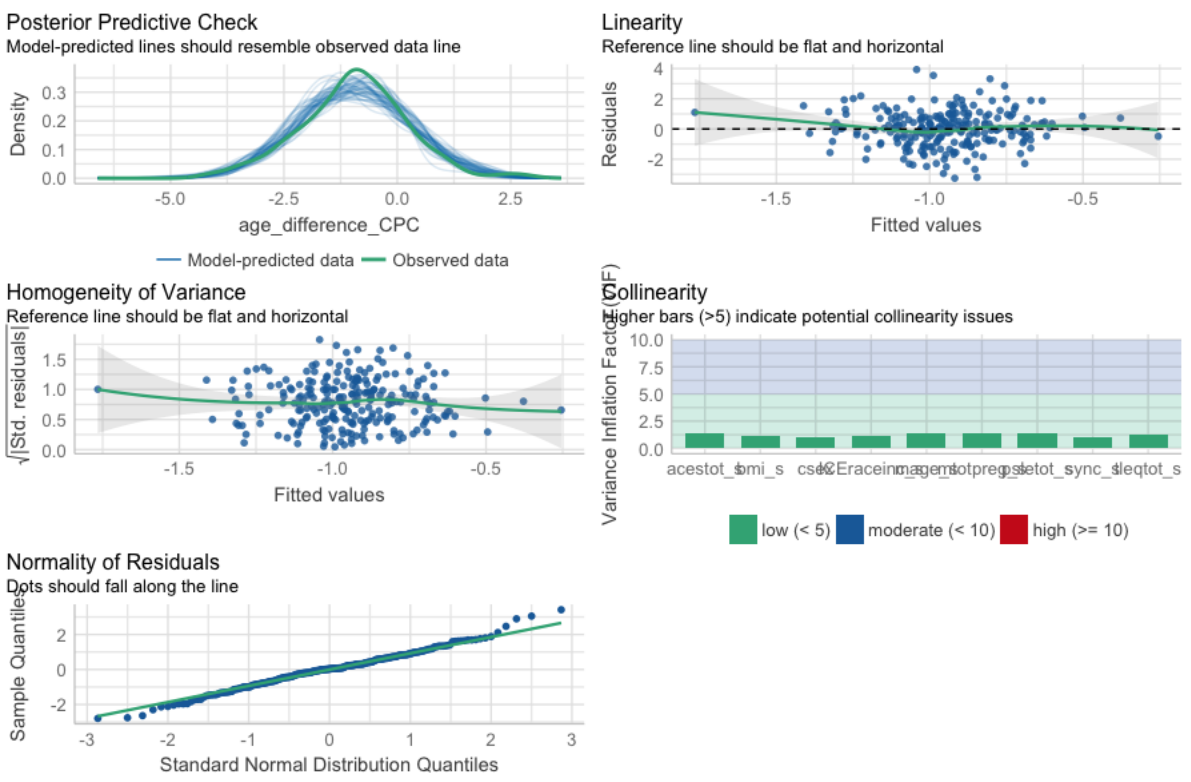 Posterior Predictive Check
Model-predicted lines should resemble observed data line
Density
0.3
0.2
0.1
0.0
-5.0 -2.5 0.0 2.5
age_difference_CPC
Model-predicted data Observed data
Linearity
Reference line should be flat and horizontal
Residuals
4
2
0
-2
-1.5 -1.0 -0.5
Fitted values
Homogeneity of Variance
Reference line should be flat and horizontal
√|Std. residuals|
1.5
1.0
0.5
0.0
-1.5 -1.0 -0.5
Fitted values
Collinearity
Higher bars (>5) indicate potential collinearity issues
Variance Inflation Factor (VIF)
10.0
7.5
5.0
2.5
0.0
acestot_s bmi_s sync_s tleqtot_s
low (< 5) moderate (< 10) high (>= 10)
Normality of Residuals
Dots should fall along the line
Sample Quantiles
2
0
-2
-3 -2 -1 0 1 2 3
Standard Normal Distribution Quantiles